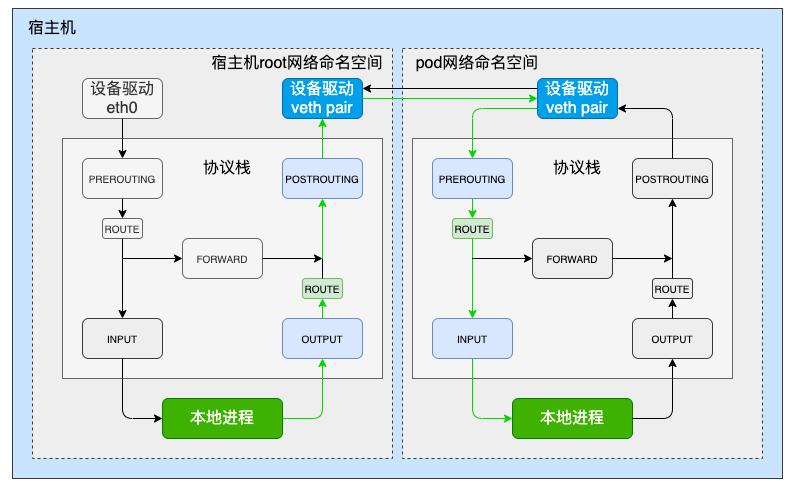 宿主机
宿主机root网络命名空间
设备驱动
eth0
设备驱动
veth pair
协议栈
PREROUTING
POSTROUTING
ROUTE
FORWARD
ROUTE
INPUT
OUTPUT
本地进程
pod网络命名空间
设备驱动
veth pair
协议栈
PREROUTING
POSTROUTING
ROUTE
FORWARD
ROUTE
INPUT
OUTPUT
本地进程